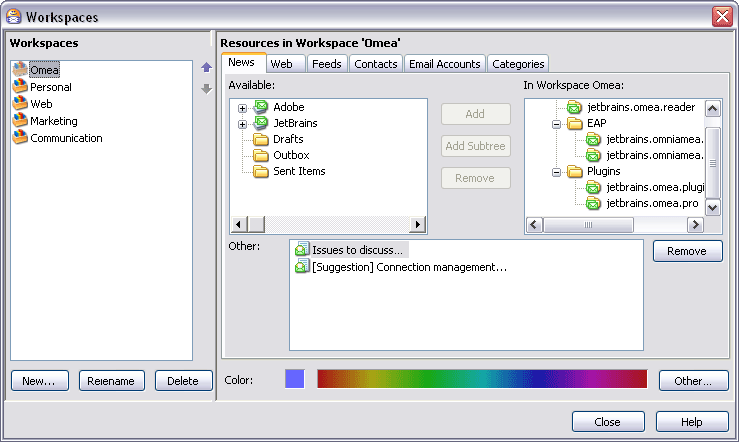 Workspaces
Workspaces
Omea
Personal
Web
Marketing
Communication
New...
Rename
Delete
Resources in Workspace 'Omea'
News
Web
Feeds
Contacts
Email Accounts
Categories
Available:
Adobe
JetBrains
Drafts
Outbox
Sent Items
Add
Add Subtree
Remove
In Workspace Omea:
jetbrains.omea.reader
EAP
jetbrains.omniamea.
jetbrains.omniamea.
Plugins
jetbrains.omea.plugi
jetbrains.omea.pro
Other:
Issues to discuss...
[Suggestion] Connection management...
Remove
Color:
Other...
Close
Help